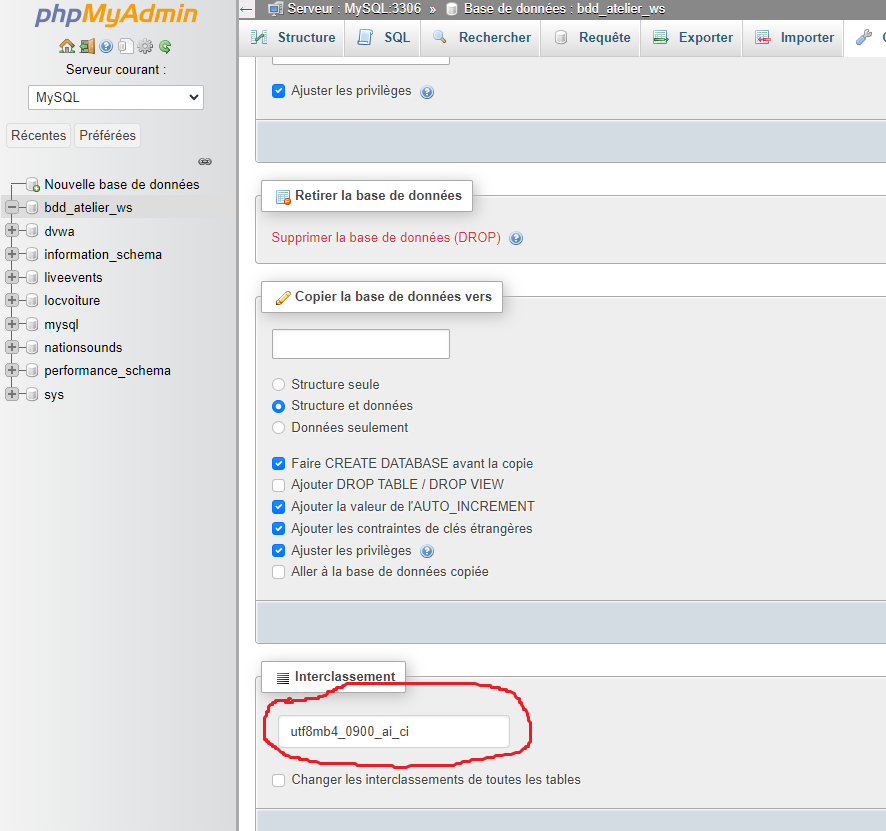 phpMyAdmin
Serveur courant :
MySQL
Récentes
Préférées
Nouvelle base de données
bdd_atelier_ws
dvwa
information_schema
liveevents
locvoiture
mysql
nationsounds
performance_schema
sys
Serveur : MySQL:3306 » Base de données : bdd_atelier_ws
Structure
SQL
Rechercher
Requête
Exporter
Importer
Ajuster les privilèges
Retirer la base de données
Supprimer la base de données (DROP)
Copier la base de données vers
Structure seule
Structure et données
Données seulement
Faire CREATE DATABASE avant la copie
Ajouter DROP TABLE / DROP VIEW
Ajouter la valeur de l'AUTO_INCREMENT
Ajouter les contraintes de clés étrangères
Ajuster les privilèges
Aller à la base de données copiée
Interclassement
utf8mb4_0900_ai_ci
Changer les interclassements de toutes les tables